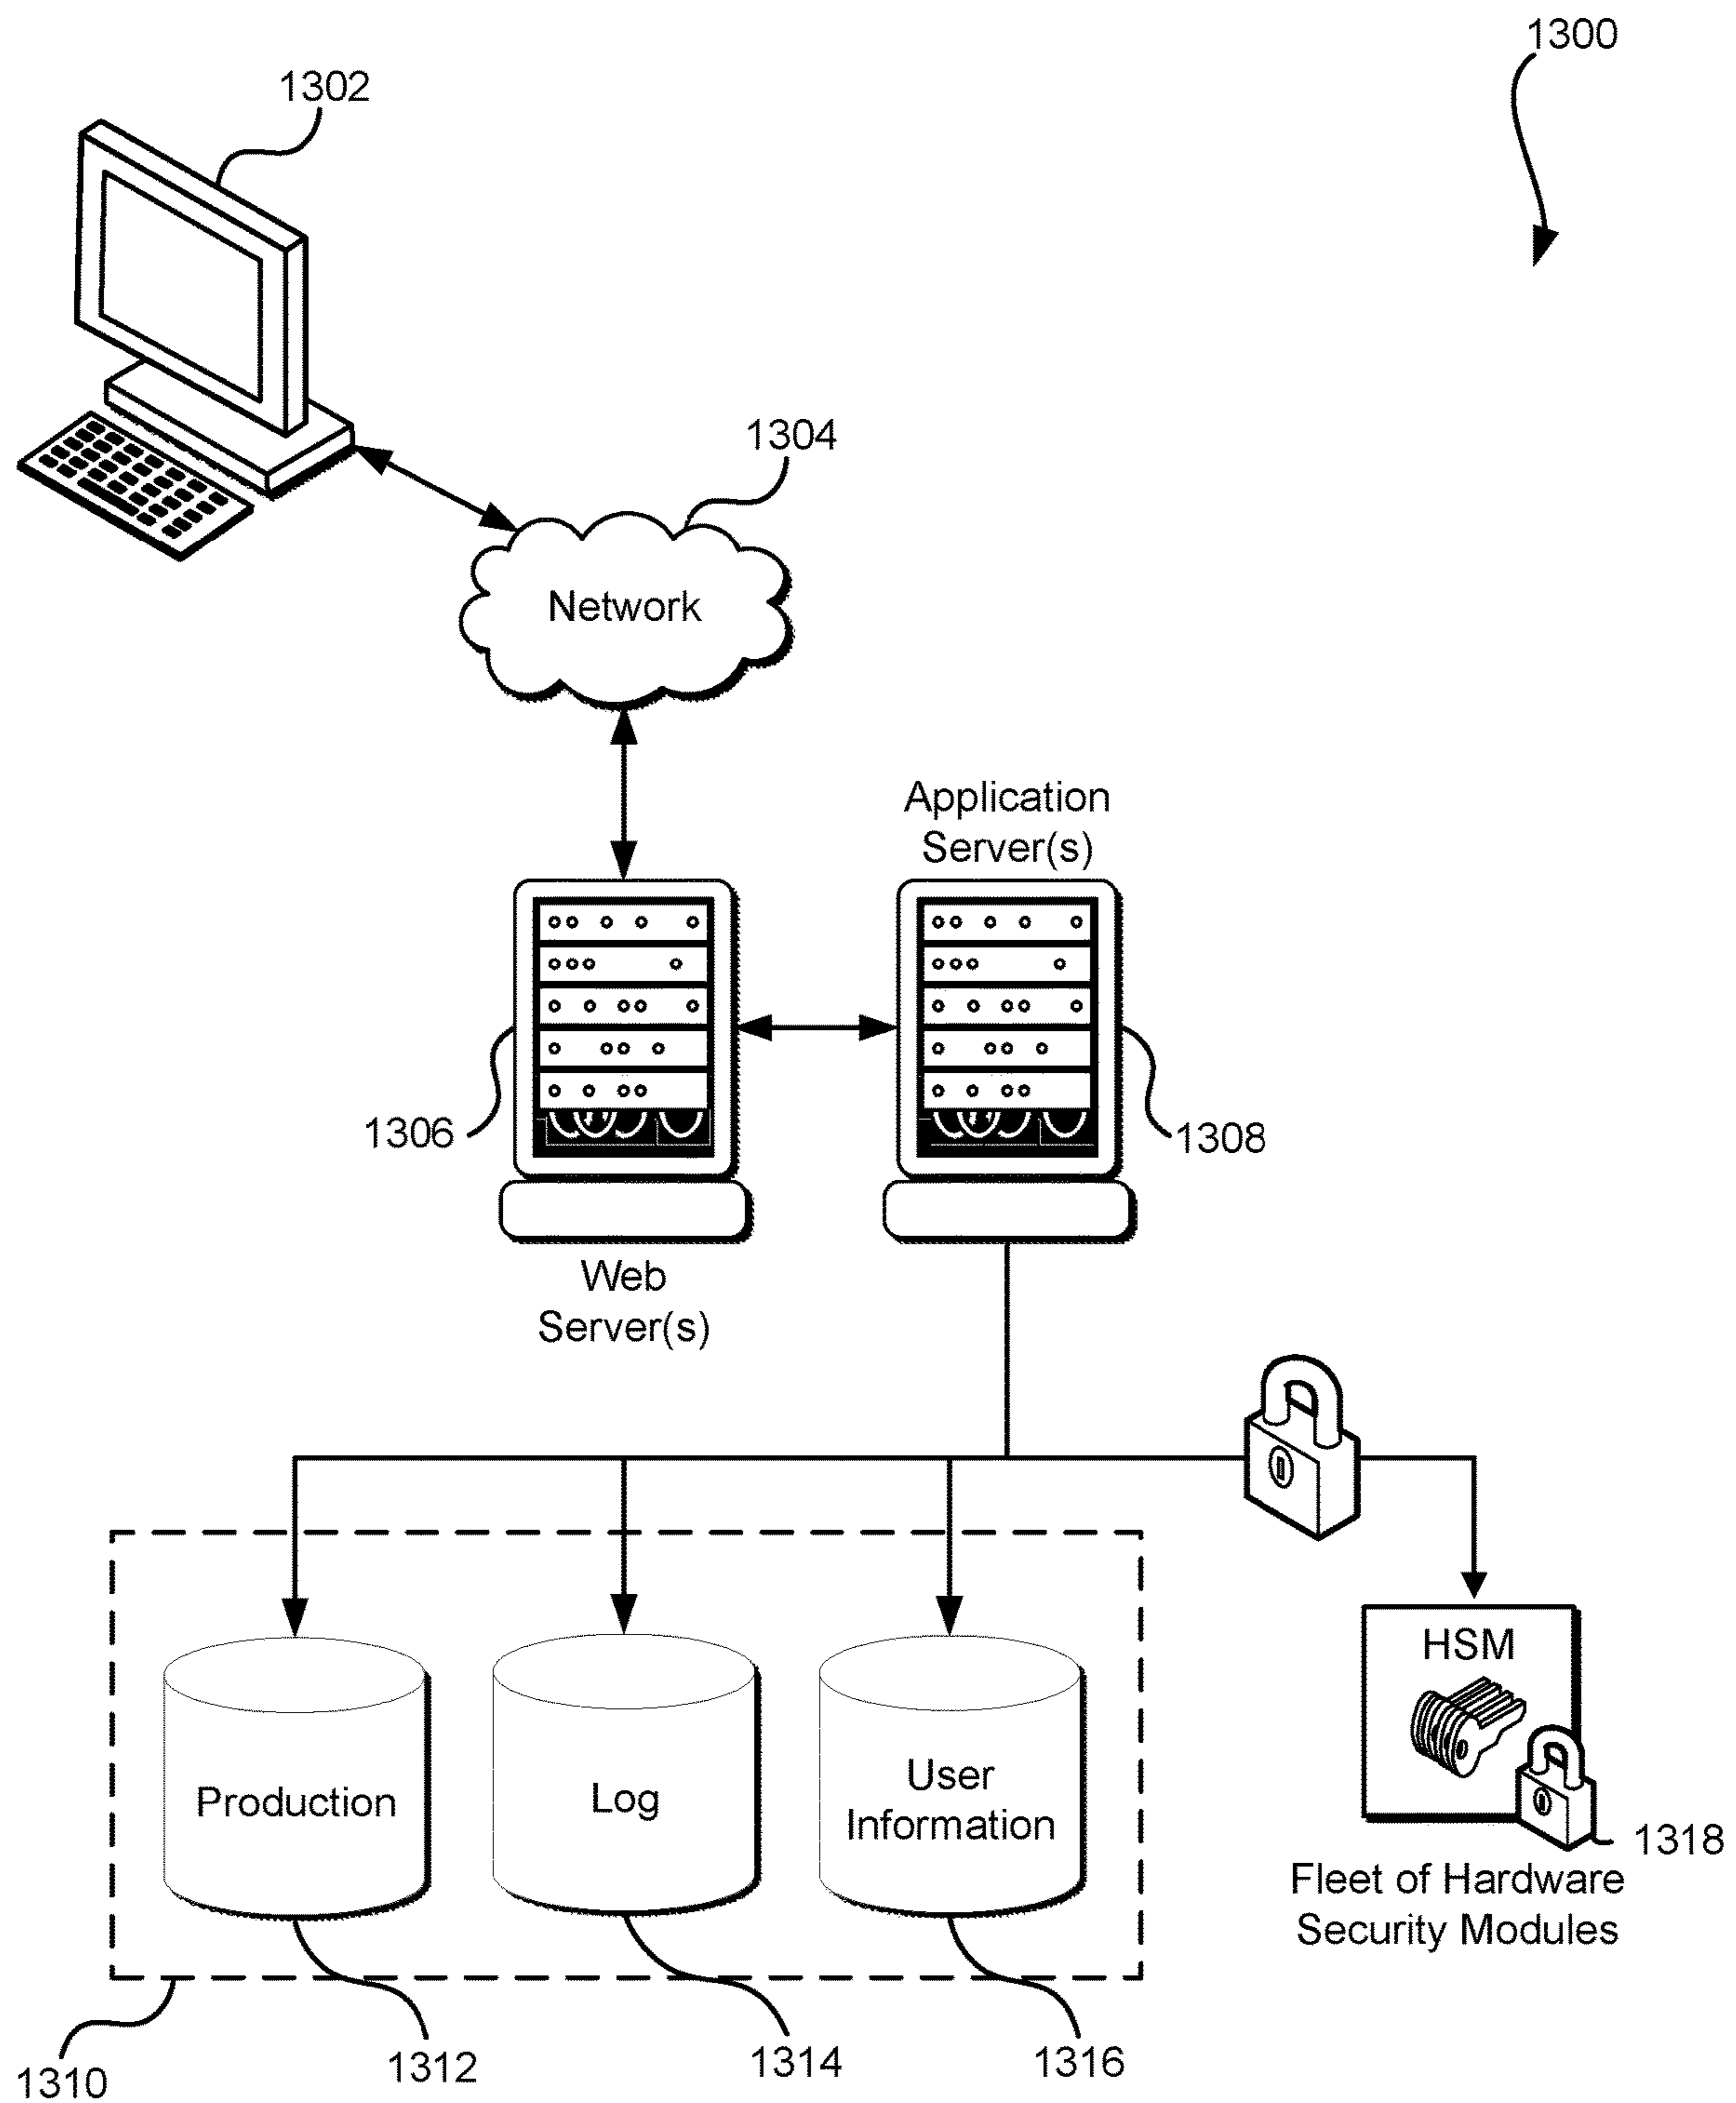 1300
1302
1304
Network
Application
Server(s)
1306
1308
Web
Server(s)
HSM
Production
Log
User
Information
1318
Fleet of Hardware
Security Modules
1310
1312
1314
1316